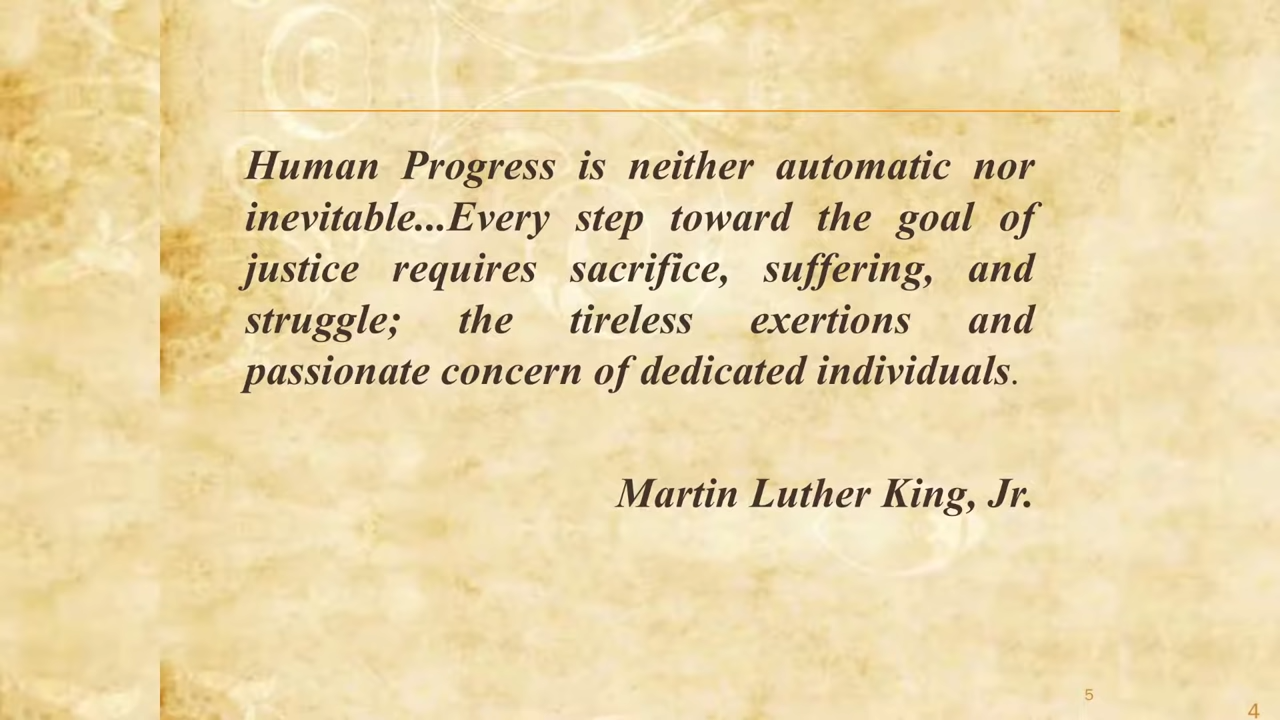 Human Progress is neither automatic nor
inevitable...Every step toward the goal of
justice requires sacrifice, suffering, and
struggle; the tireless exertions and
passionate concern of dedicated individuals.
Martin Luther King, Jr.
5
4